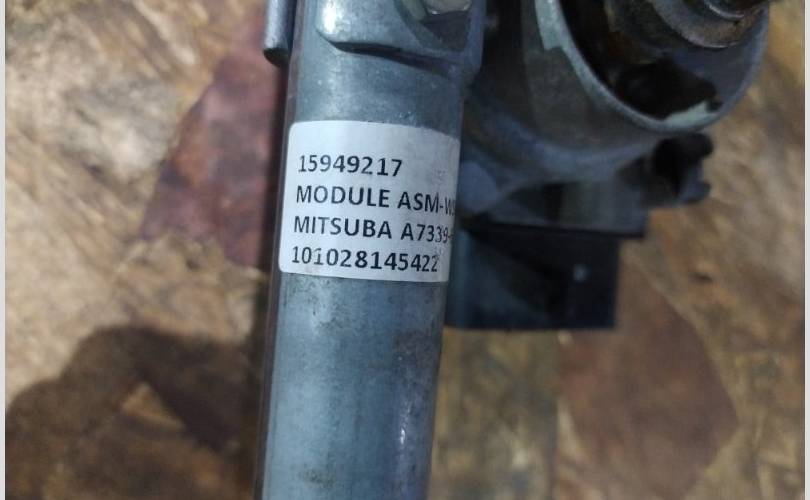 15949217
MODULE ASM-W
MITSUBA A7339-
101028145422